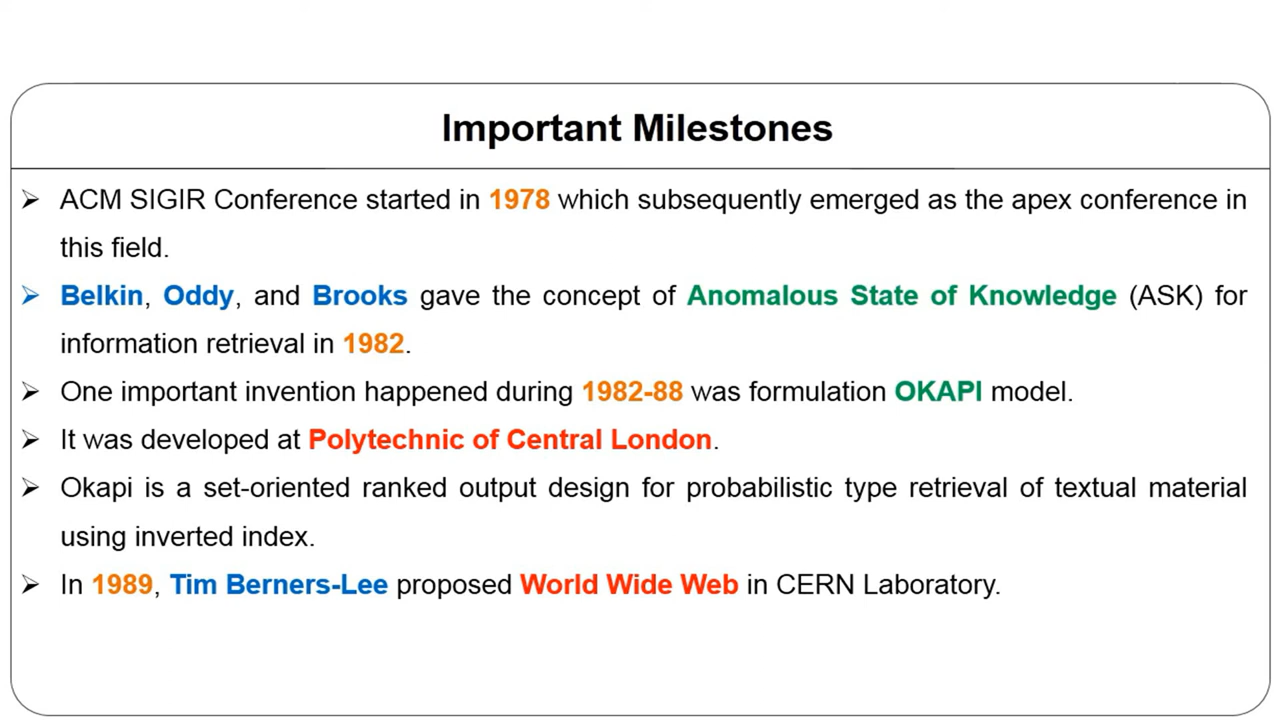 Important Milestones
ACM SIGIR Conference started in 1978 which subsequently emerged as the apex conference in
this field.
Belkin, Oddy, and Brooks gave the concept of Anomalous State of Knowledge (ASK) for
information retrieval in 1982.
One important invention happened during 1982-88 was formulation OKAPI model.
It was developed at Polytechnic of Central London.
Okapi is a set-oriented ranked output design for probabilistic type retrieval of textual material
using inverted index.
In 1989, Tim Berners-Lee proposed World Wide Web in CERN Laboratory.